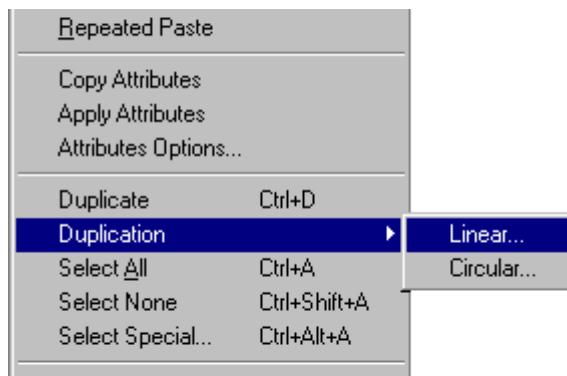 Repeated Paste
Copy Attributes
Apply Attributes
Attributes Options...
Duplicate Ctrl+D
Duplication Linear...
Select All Ctrl+A Circular...
Select None Ctrl+Shift+A
Select Special... Ctrl+Alt+A